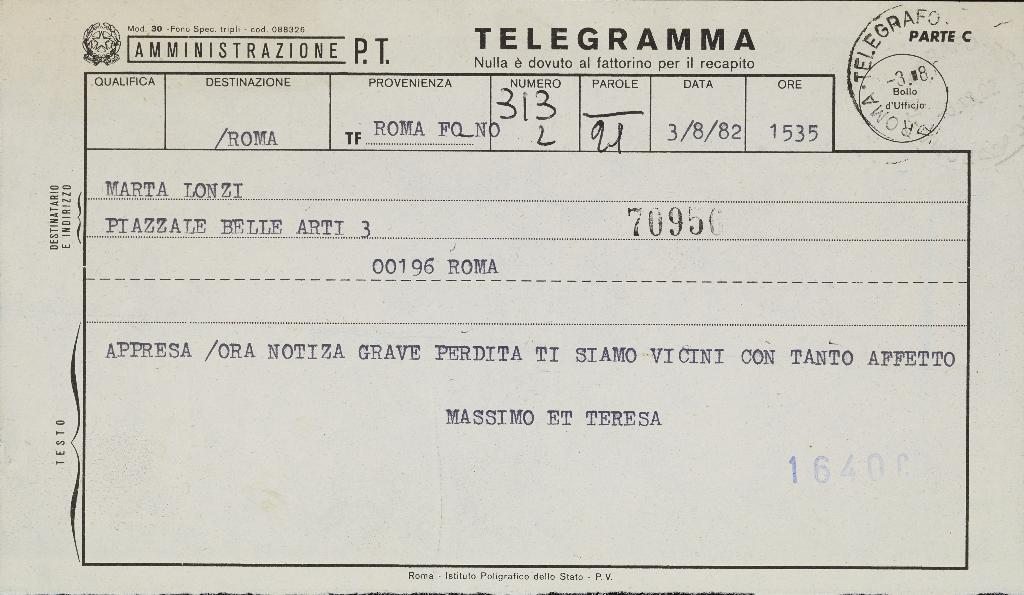 Mod. 30 - Fono Spec. tripli - cod. 088326
AMMINISTRAZIONE P.T.
TELEGRAMMA
Nulla è dovuto al fattorino per il recapito
PARTE C
TELEGRAFO
ROMA
-3.8.
Bollo
d'Ufficio
QUALIFICA DESTINAZIONE PROVENIENZA NUMERO PAROLE DATA ORE
/ROMA TF ROMA FO NO 313 2 21 3/8/82 1535
DESTINATARIO
E INDIRIZZO
MARTA LONZI
PIAZZALE BELLE ARTI 3
70956
00196 ROMA
TESTO
APPRESA /ORA NOTIZA GRAVE PERDITA TI SIAMO VICINI CON TANTO AFFETTO
MASSIMO ET TERESA
1640
Roma - Istituto Poligrafico dello Stato - P. V.